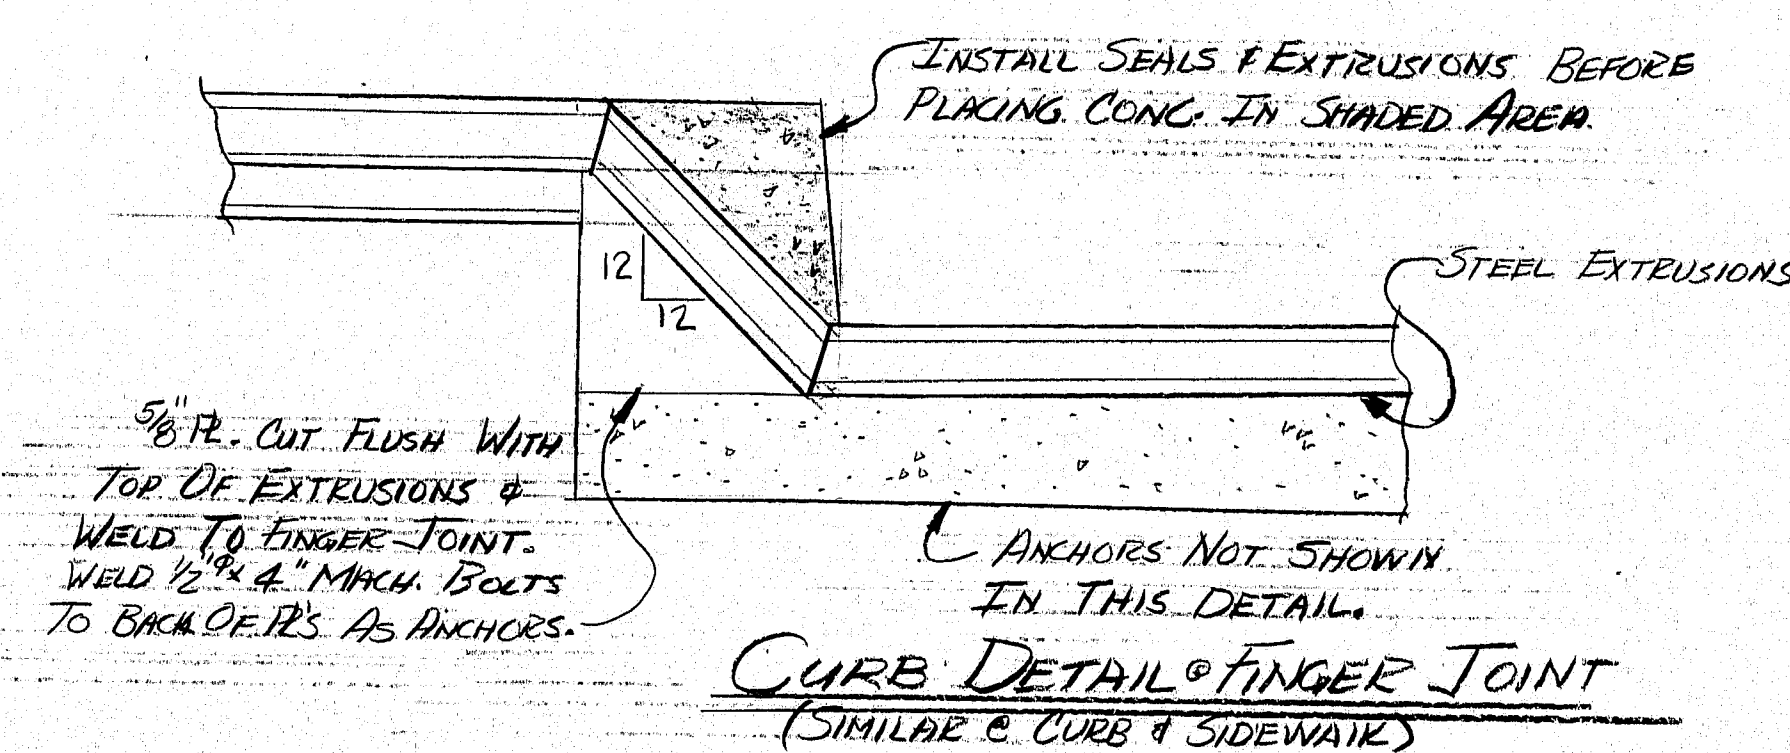 INSTALL SEALS & EXTRUSIONS BEFORE
PLACING CONC. IN SHADED AREA.
12
12
STEEL EXTRUSIONS
5/8" PL. CUT FLUSH WITH
TOP OF EXTRUSIONS &
WELD TO FINGER JOINT.
WELD 1/2"φ x 4" MACH. BOLTS
TO BACK OF PL'S AS ANCHORS.
ANCHORS NOT SHOWN
IN THIS DETAIL.
CURB DETAIL @ FINGER JOINT
(SIMILAR @ CURB & SIDEWALK)